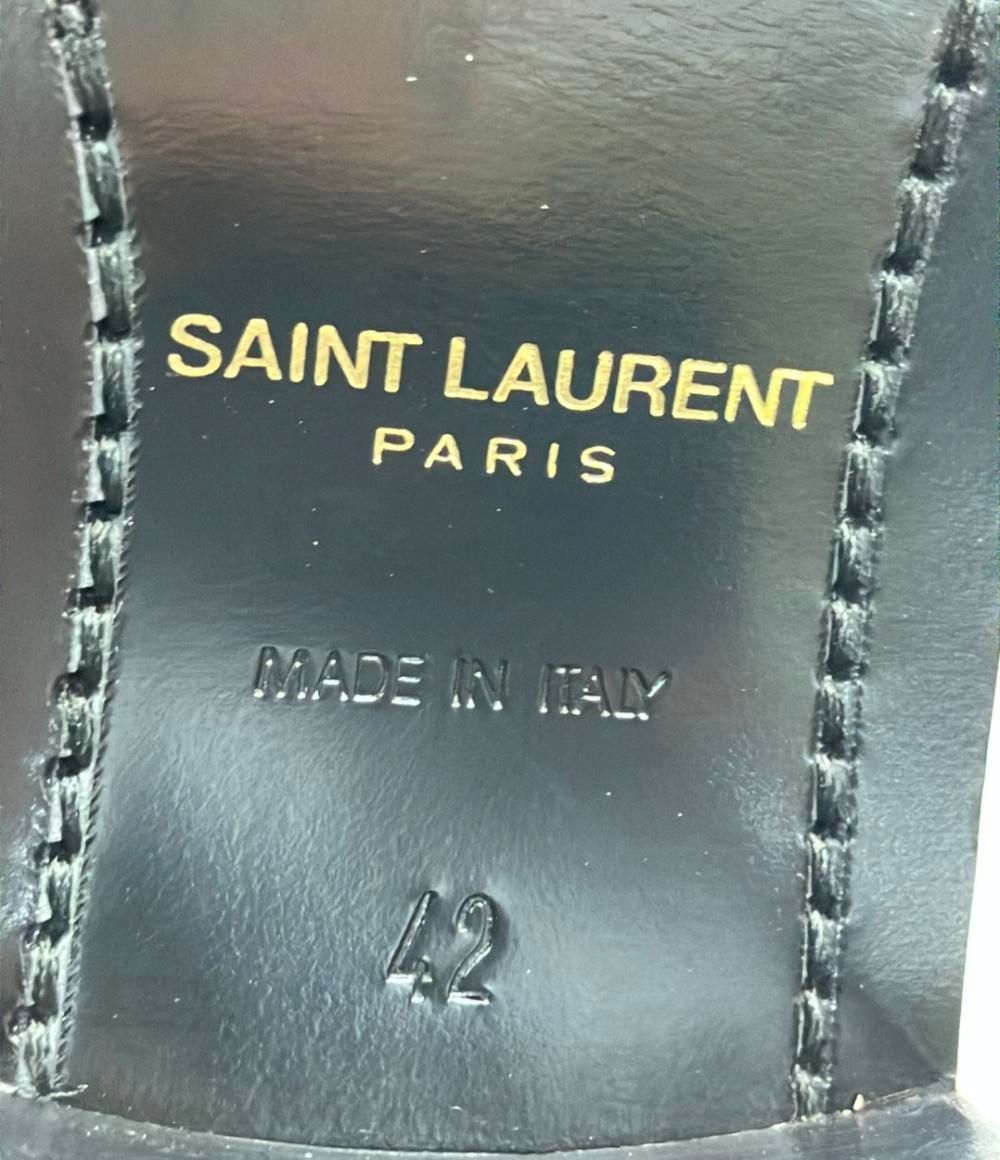 SAINT LAURENT
PARIS
MADE IN ITALY
42